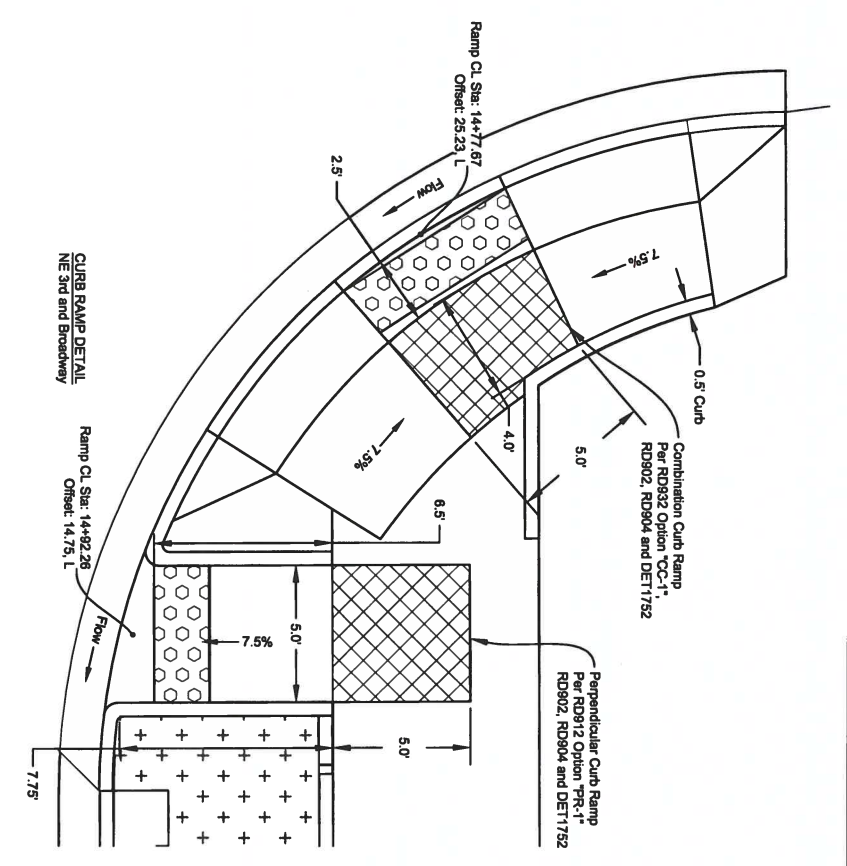 Ramp CL Sta: 14+77.67
Offset: 25.23, L
2.5'
Flow
7.5%
0.5' Curb
Combination Curb Ramp
Per RD932 Option "CC-1",
RD902, RD904 and DET1752
5.0'
4.0'
7.5%
6.5'
CURB RAMP DETAIL
NE 3rd and Broadway
Ramp CL Sta: 14+92.26
Offset: 14.75, L
Flow
5.0'
7.5%
Perpendicular Curb Ramp
Per RD912 Option "PR-1"
RD902, RD904 and DET1752
5.0'
7.75'